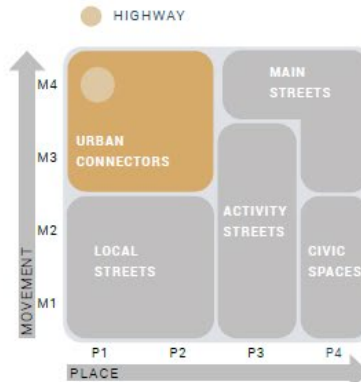 HIGHWAY
M4
MAIN
STREETS
URBAN
CONNECTORS
M3
ACTIVITY
STREETS
M2
LOCAL
STREETS
CIVIC
SPACES
M1
MOVEMENT
P1 P2 P3 P4
PLACE